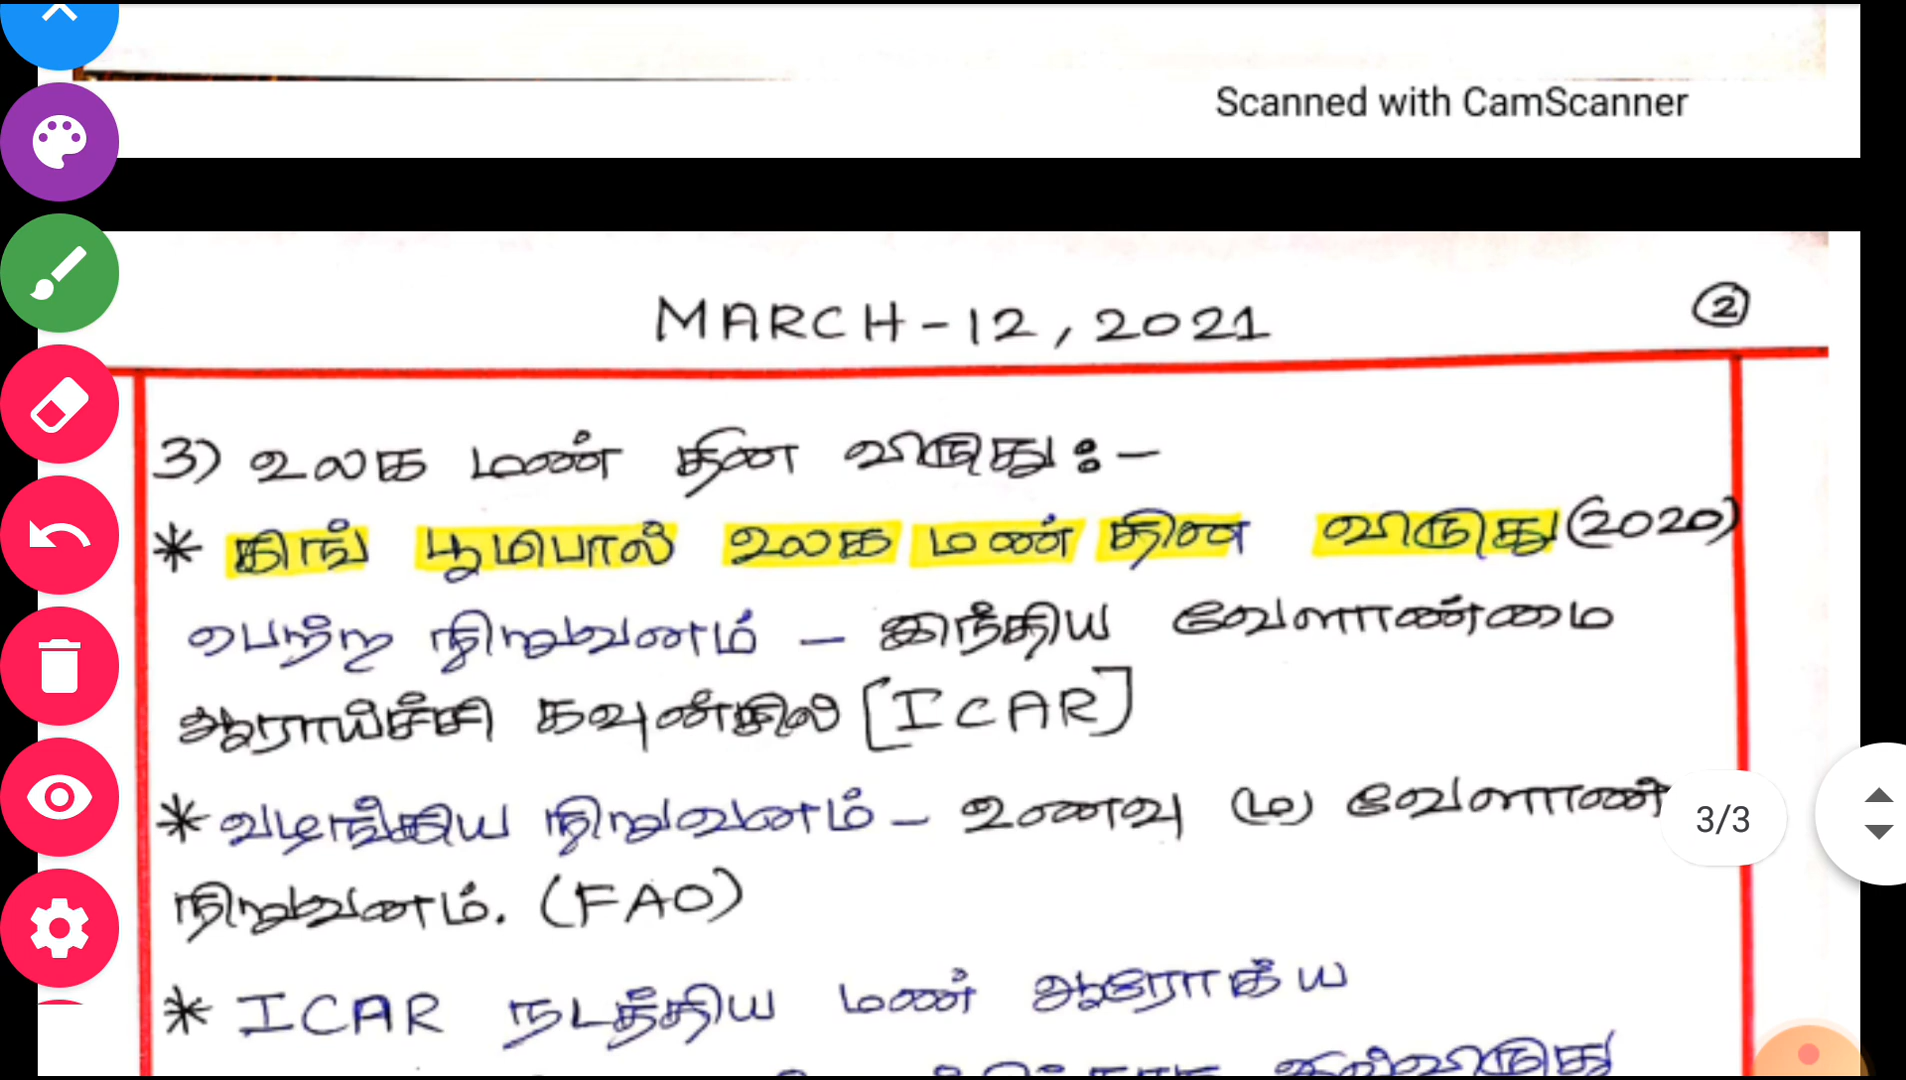 Scanned with CamScanner
MARCH-12, 2021 ②
3) உலக மண் தின விருது :-
* கிங் பூமிபால் உலக மண் தின விருது (2020)
பெற்ற நிறுவனம் - இந்திய வேளாண்மை
ஆராய்ச்சி கவுன்சில் [ICAR]
* வழங்கிய நிறுவனம் - உணவு (ம) வேளாண்
நிறுவனம். (FAO)
* ICAR நடத்திய மண் ஆரோக்ய
இவ்விருது
3/3